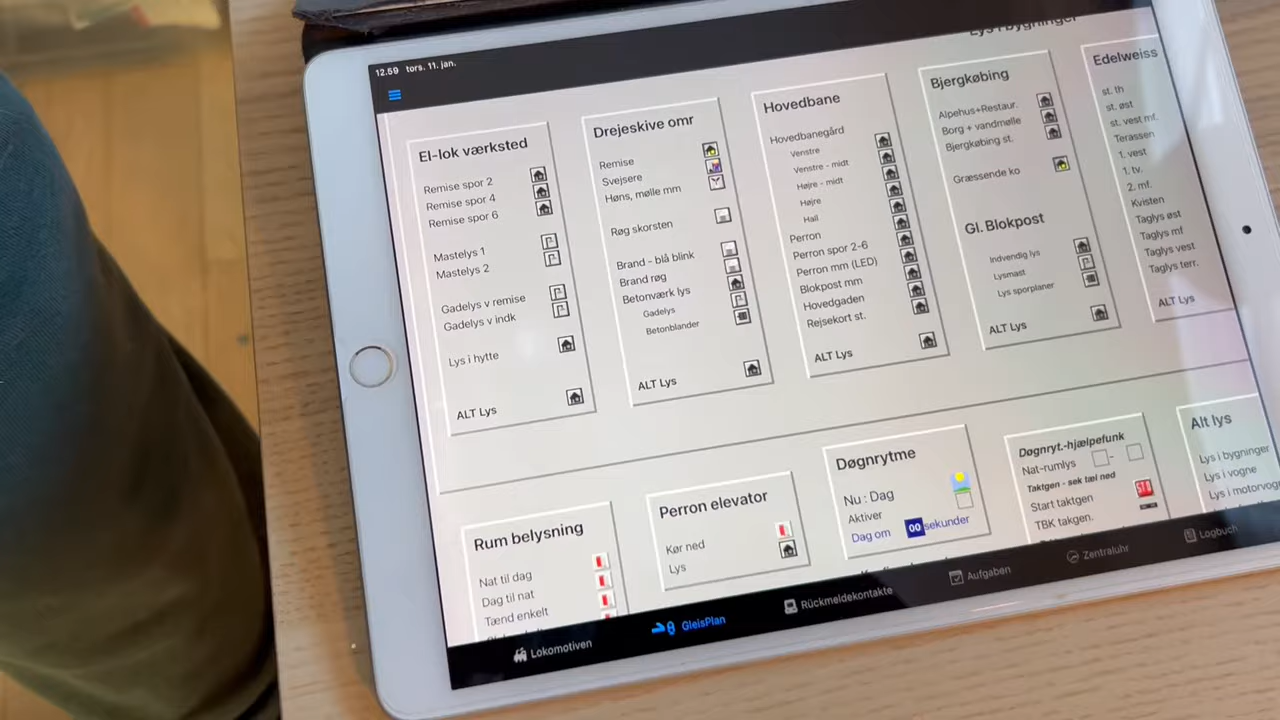 12.59 tors. 11. jan.
Lys i bygninger
El-lok værksted
Remise spor 2
Remise spor 4
Remise spor 6
Mastelys 1
Mastelys 2
Gadelys v remise
Gadelys v indk
Lys i hytte
ALT Lys
Drejeskive omr
Remise
Svejsere
Høns, mølle mm
Røg skorsten
Brand - blå blink
Brand røg
Betonværk lys
Gadelys
Betonblander
ALT Lys
Hovedbane
Hovedbanegård
Venstre
Venstre - midt
Højre - midt
Højre
Hall
Perron
Perron spor 2-6
Perron mm (LED)
Blokpost mm
Hovedgaden
Rejsekort st.
ALT Lys
Bjergkøbing
Alpehus+Restaur.
Borg + vandmølle
Bjergkøbing st.
Græssende ko
Gl. Blokpost
Indvendig lys
Lysmast
Lys sporplaner
ALT Lys
Edelweiss
st. th
st. øst
st. vest mf.
Terassen
1. vest
1. tv.
2. mf.
Kvisten
Taglys øst
Taglys mf
Taglys vest
Taglys terr.
ALT Lys
Rum belysning
Nat til dag
Dag til nat
Tænd enkelt
Perron elevator
Kør ned
Lys
Døgnrytme
Nu : Dag
Aktiver
Dag om 00 sekunder
Døgnryt.-hjælpefunk
Nat-rumlys -
Taktgen - sek tæl ned
Start taktgen
TBK takgen.
Alt lys
Lys i bygninger
Lys i vogne
Lys i motorvogn
Lokomotiven
GleisPlan
Rückmeldekontakte
Aufgaben
Zentraluhr
Logbuch